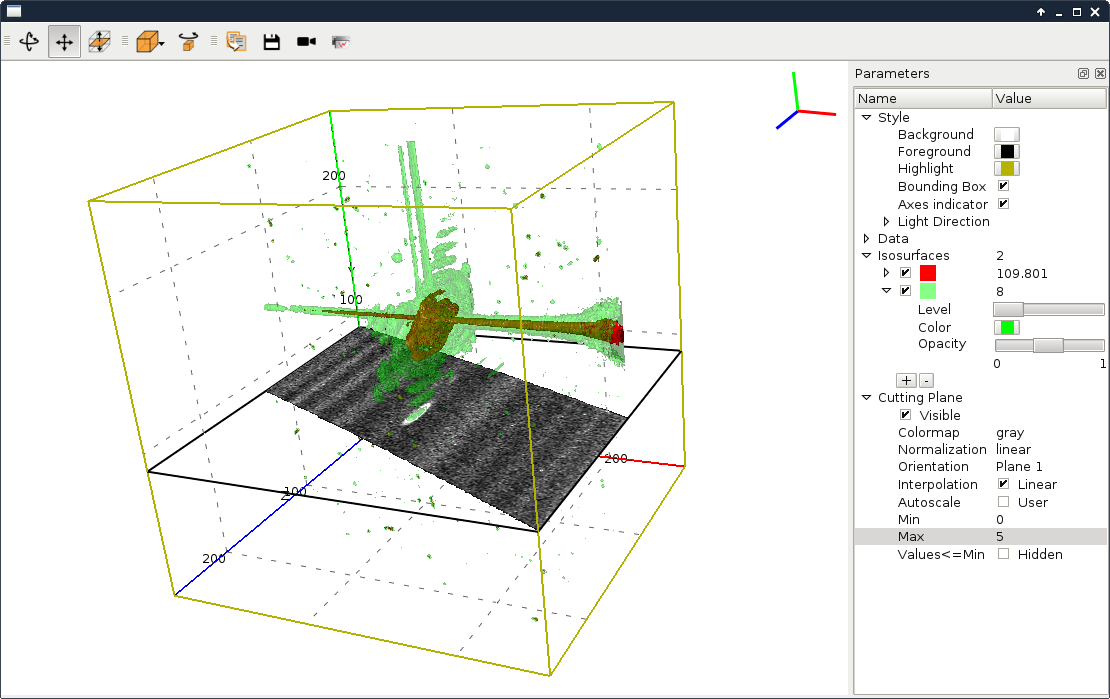 Parameters
Name Value
Style
Background
Foreground
Highlight
Bounding Box
Axes indicator
Light Direction
Data
Isosurfaces 2
109.801
8
Level
Color
Opacity
0 1
+ -
Cutting Plane
Visible
Colormap gray
Normalization linear
Orientation Plane 1
Interpolation Linear
Autoscale User
Min 0
Max 5
Values<=Min Hidden
200
100
200
100
200